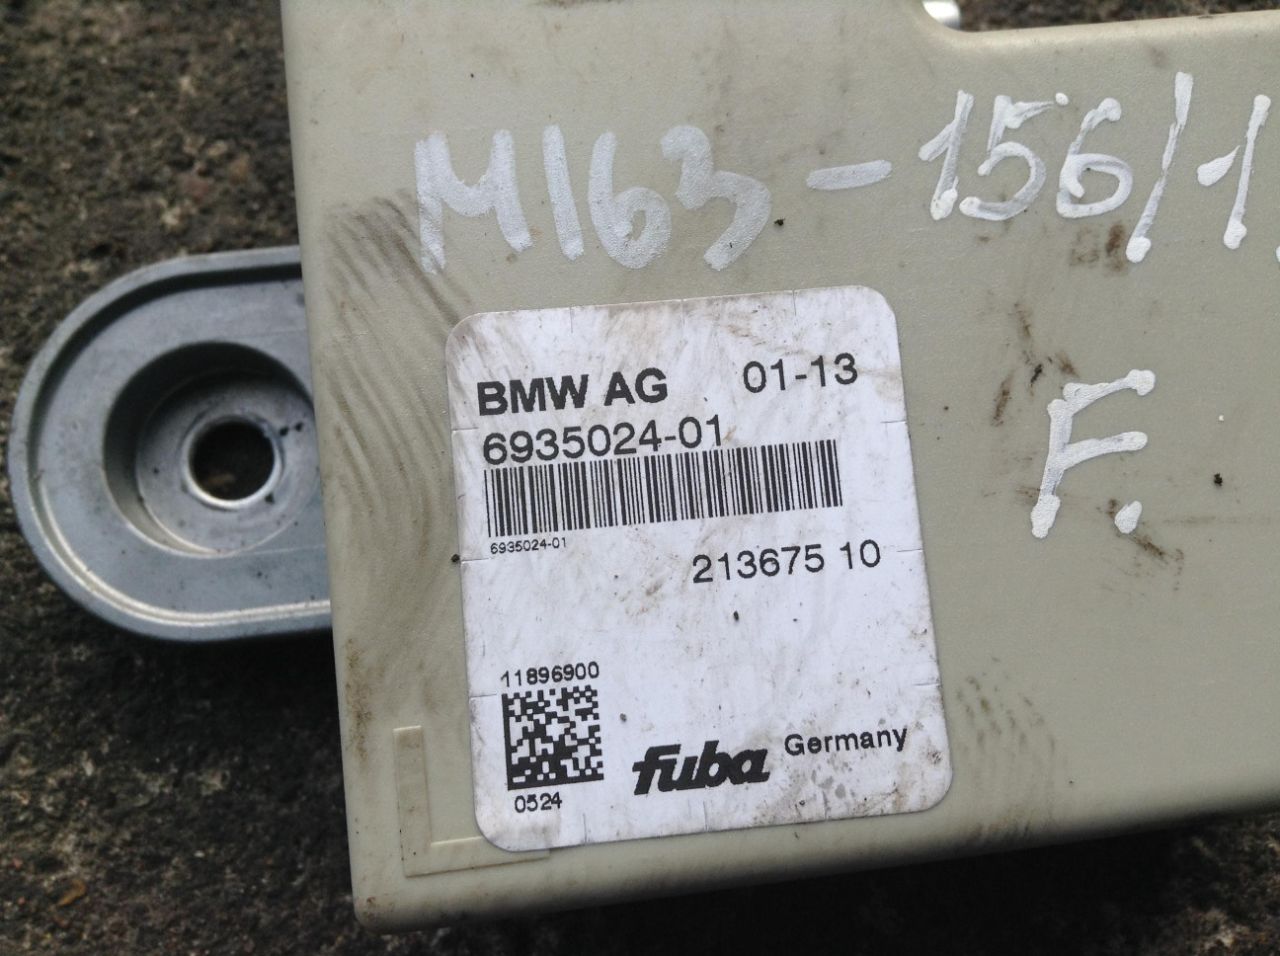 M163-156/1.
F.
BMW AG 01-13
6935024-01
6935024-01
213675 10
11896900
0524
fuba Germany